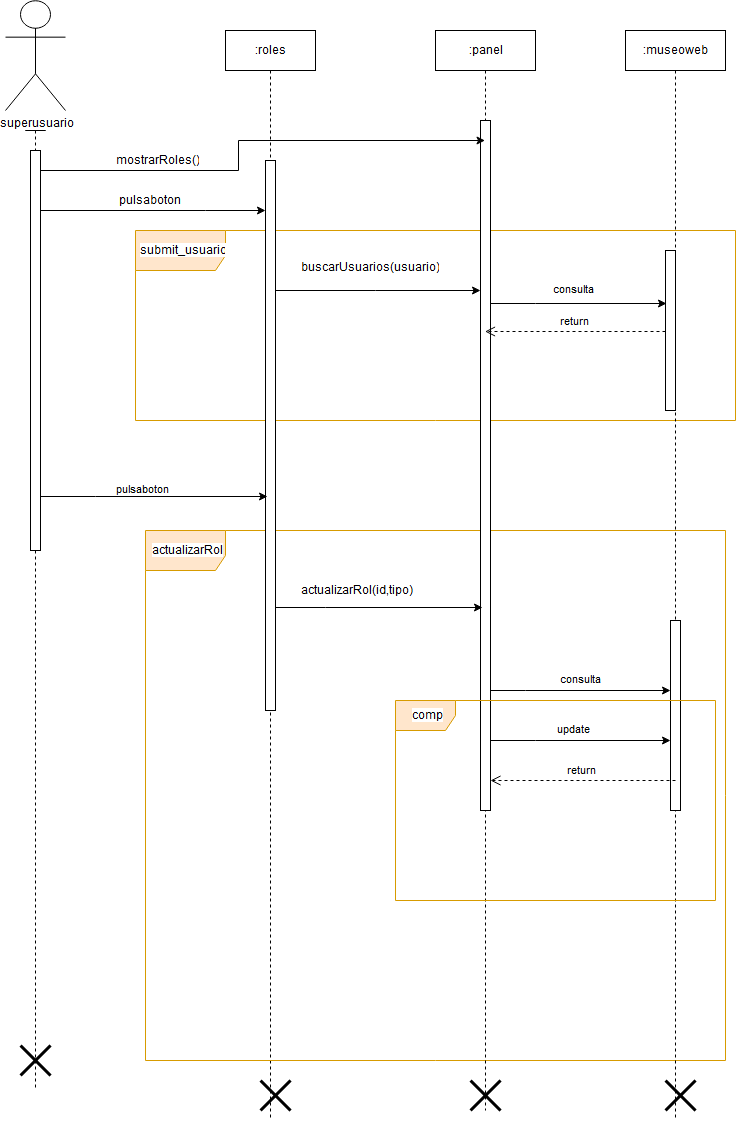 :roles
:panel
:museoweb
superusuario
mostrarRoles()
pulsaboton
submit_usuario
buscarUsuarios(usuario)
consulta
return
pulsaboton
actualizarRol
actualizarRol(id,tipo)
consulta
comp
update
return